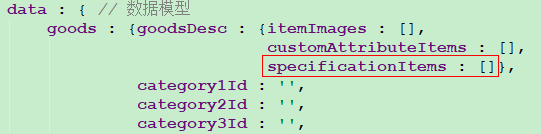 data : { // 数据模型
goods : {goodsDesc : {itemImages : [],
customAttributeItems : [],
specificationItems : []},
category1Id : '',
category2Id : '',
category3Id : '',